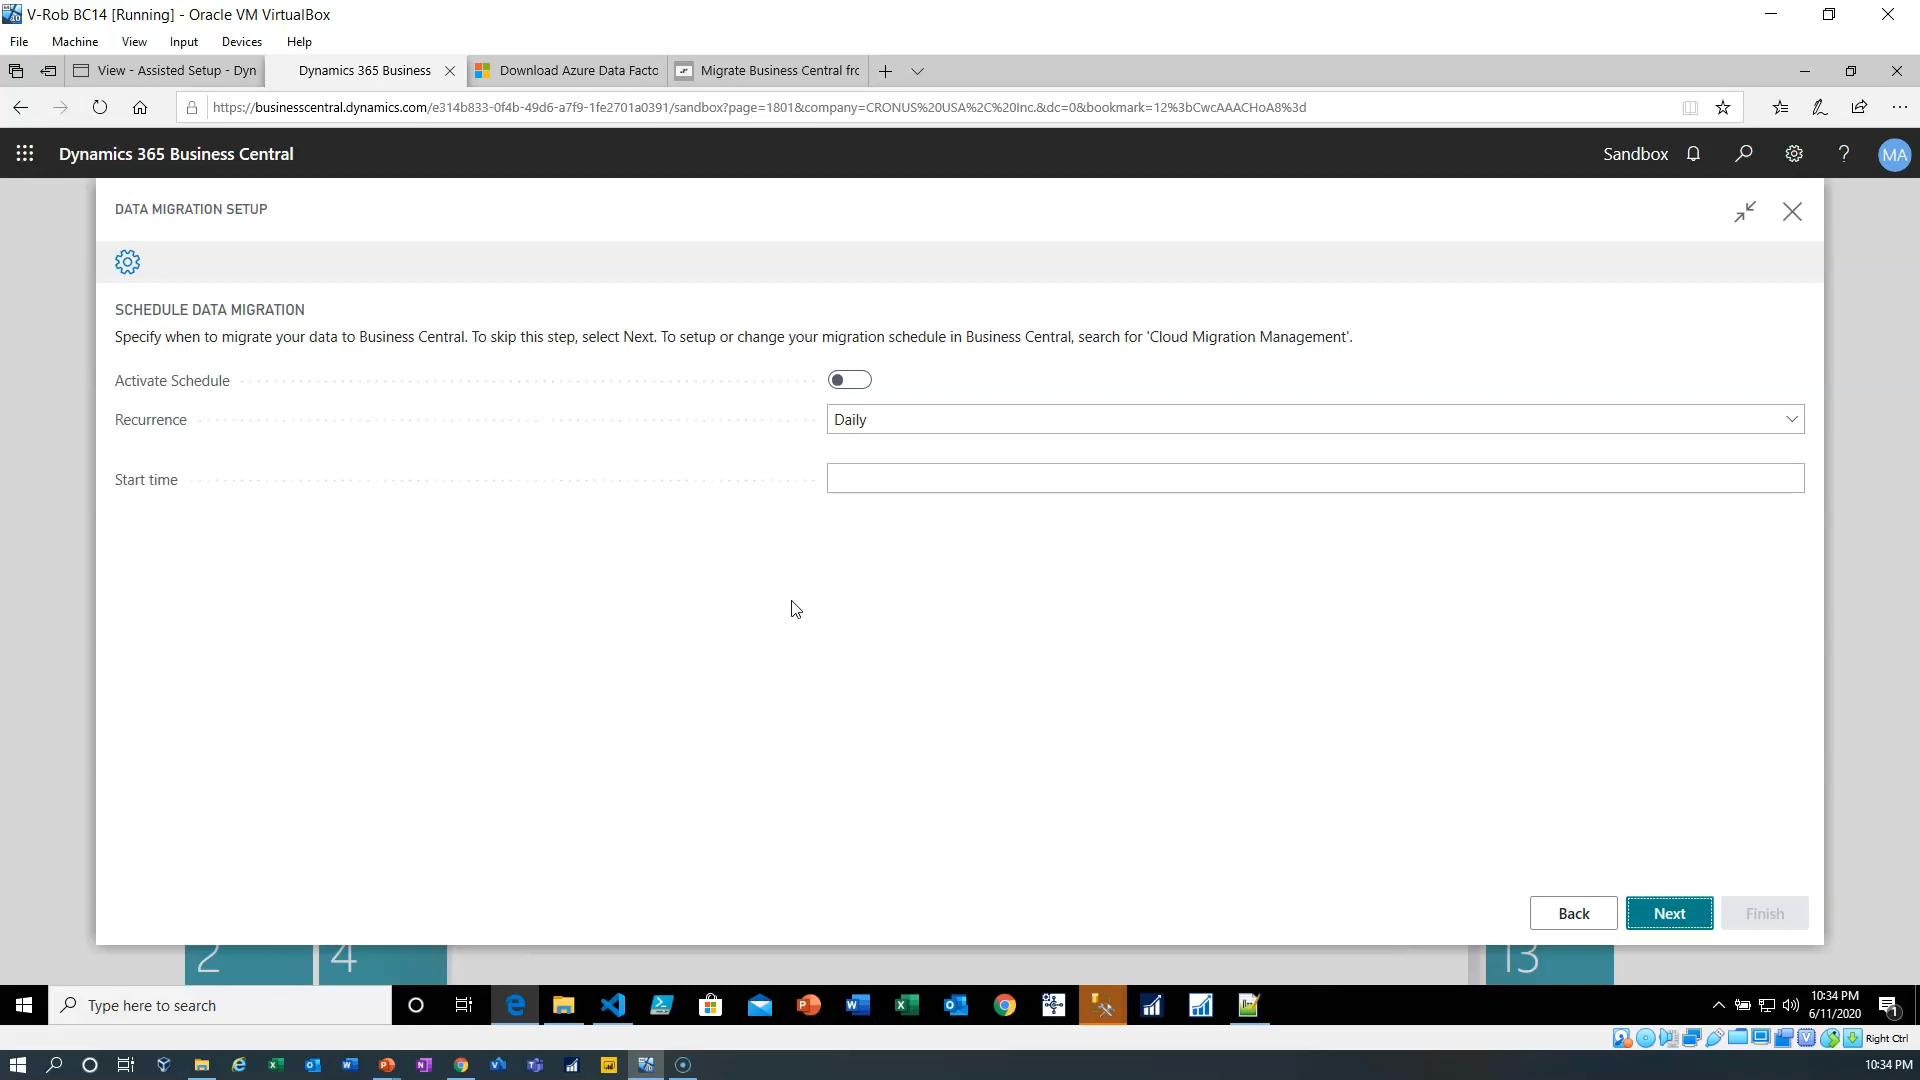 V-Rob BC14 [Running] - Oracle VM VirtualBox
File Machine View Input Devices Help
View - Assisted Setup - Dyn
Dynamics 365 Business
Download Azure Data Facto
Migrate Business Central fro
https://businesscentral.dynamics.com/e314b833-0f4b-49d6-a7f9-1fe2701a0391/sandbox?page=1801&company=CRONUS%20USA%2C%20Inc.&dc=0&bookmark=12%3bCwcAAACHoA8%3d
Dynamics 365 Business Central
Sandbox
MA
DATA MIGRATION SETUP
SCHEDULE DATA MIGRATION
Specify when to migrate your data to Business Central. To skip this step, select Next. To setup or change your migration schedule in Business Central, search for 'Cloud Migration Management'.
Activate Schedule
Recurrence
Daily
Start time
Back
Next
Finish
2 4 13
Type here to search
10:34 PM
6/11/2020
1
Right Ctrl
10:34 PM